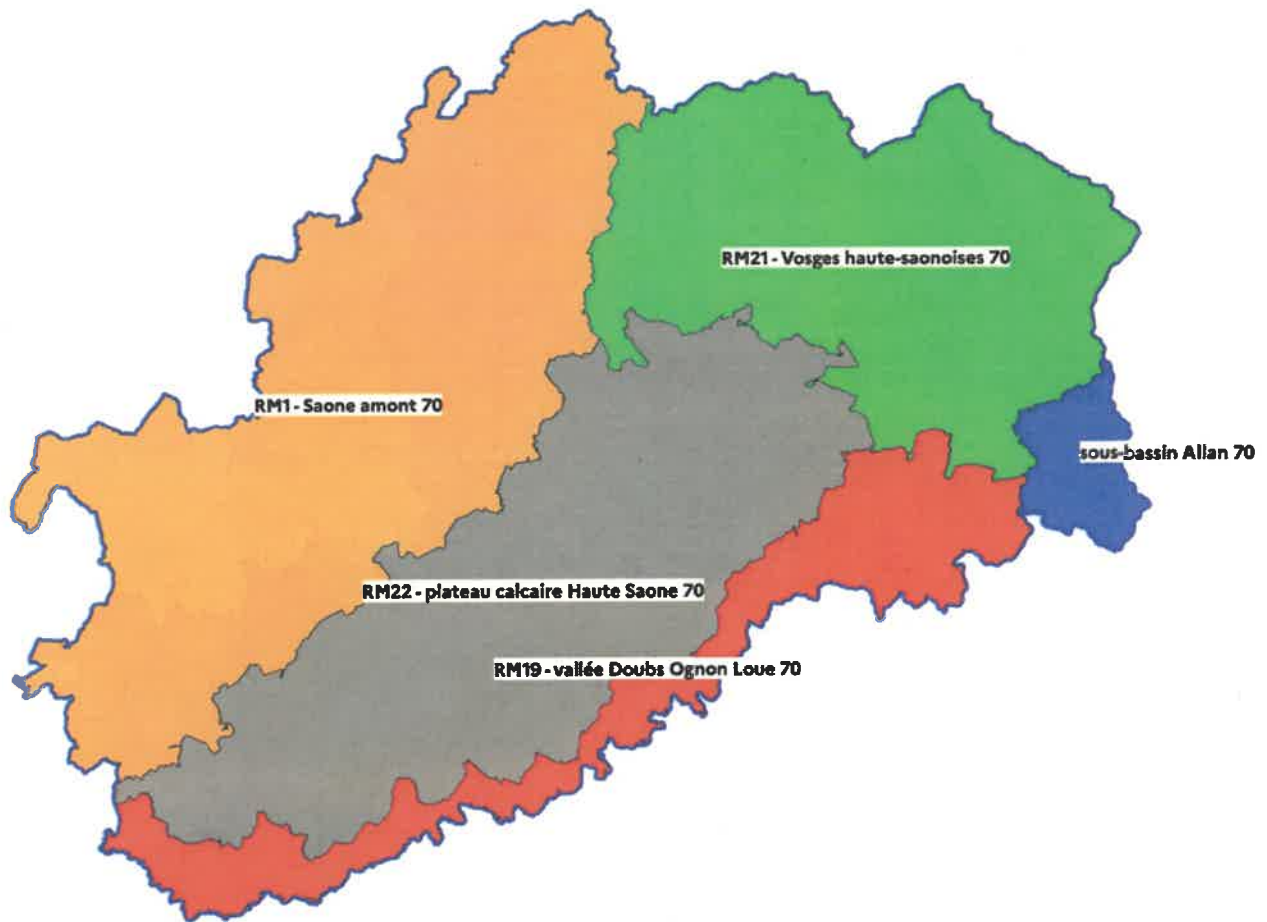 RM21 - Vosges haute-saonoises 70
RM1 - Saone amont 70
sous-bassin Allan 70
RM22 - plateau calcaire Haute Saone 70
RM19 - vallée Doubs Ognon Loue 70